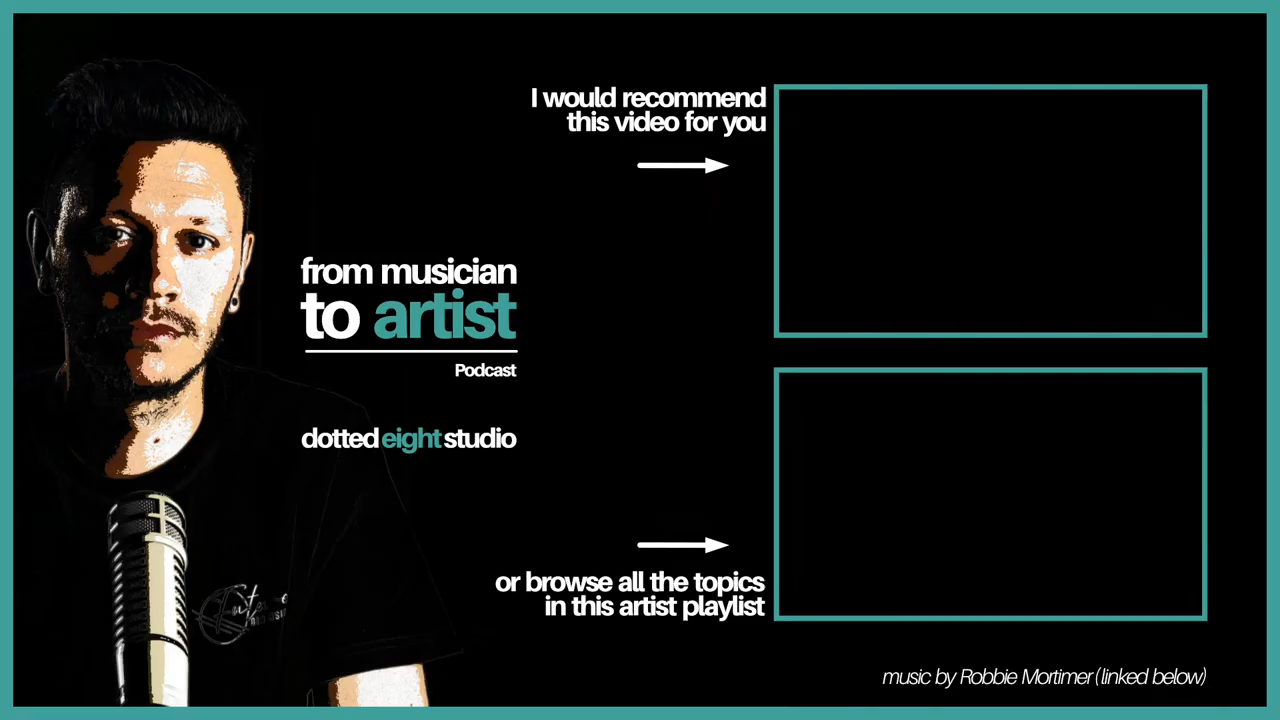 I would recommend
this video for you
from musician
to artist
Podcast
dotted eight studio
or browse all the topics
in this artist playlist
music by Robbie Mortimer (linked below)